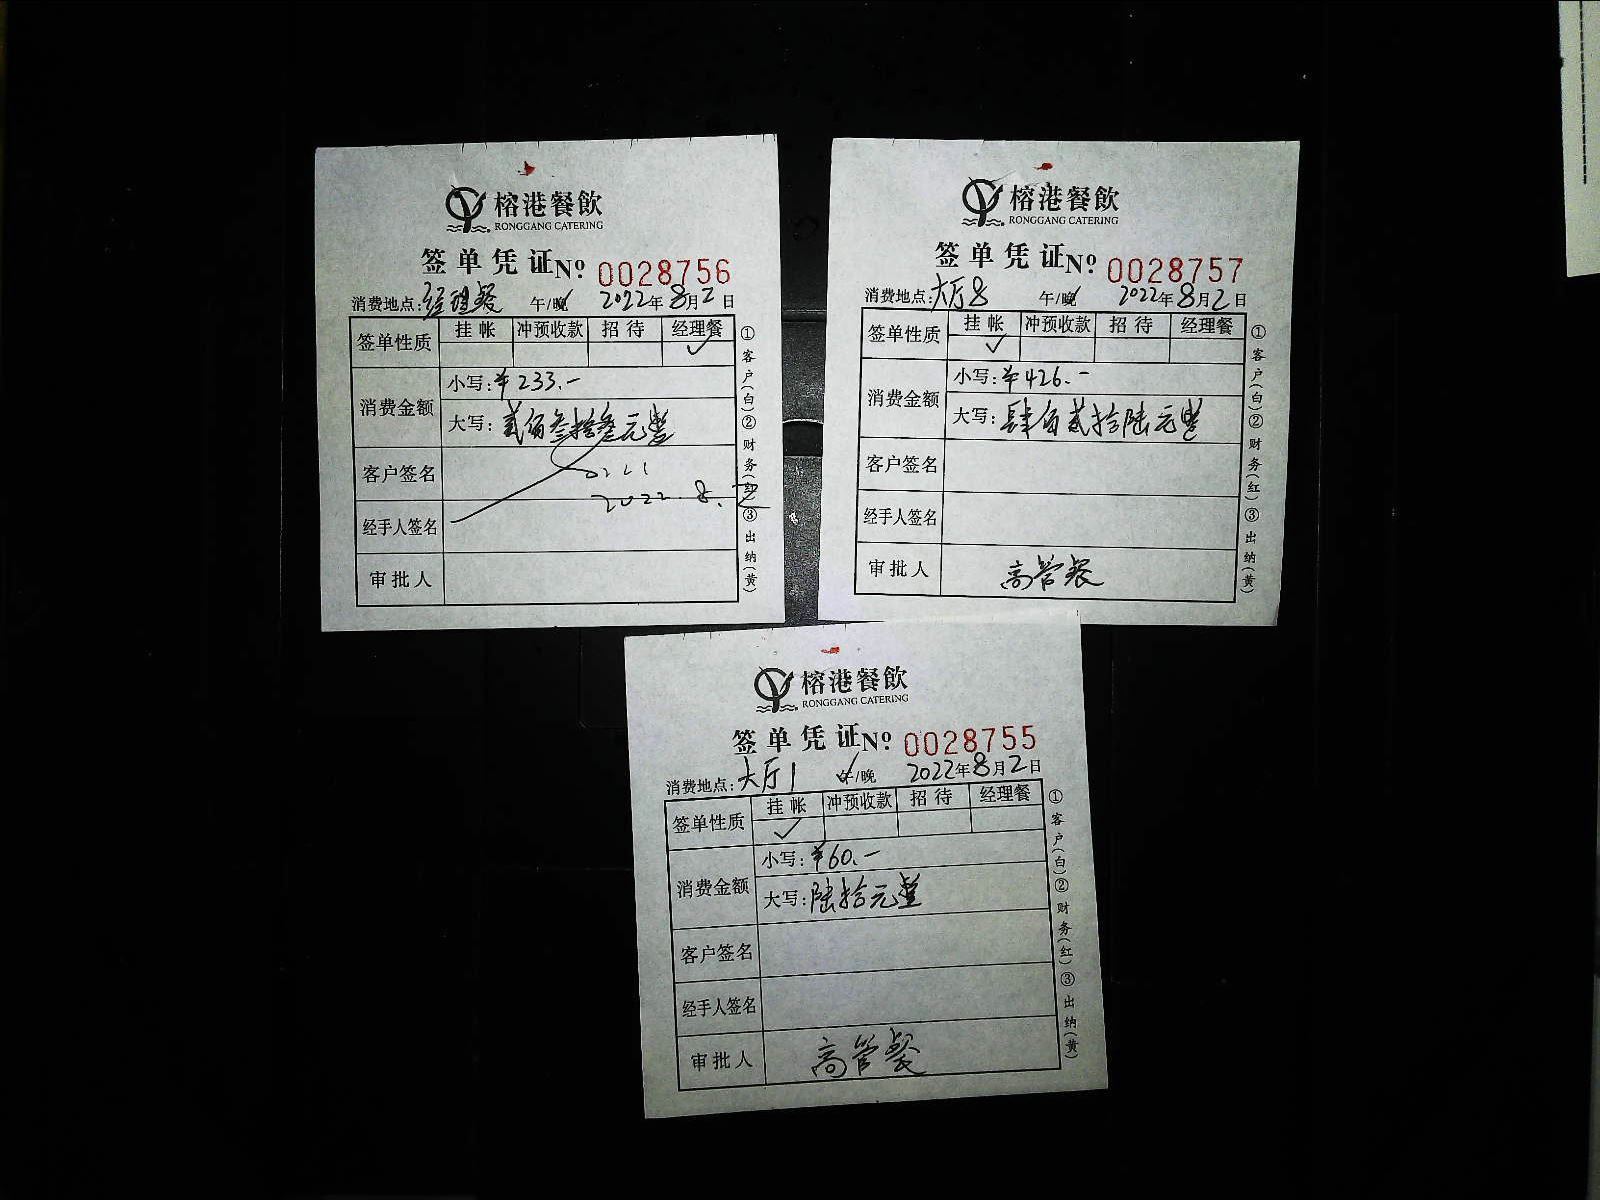 榕港餐飲
RONGGANG CATERING
签单凭证 Nº 0028756
消费地点: 经理餐 午/晚 2022年8月2日
签单性质 挂帐 冲预收款 招待 经理餐
✓
消费金额
小写: ¥233.-
大写: 贰佰叁拾叁元整
客户签名
2022.8.2
经手人签名
审批人
①客户(白)②财务(红)③出纳(黄)
榕港餐飲
RONGGANG CATERING
签单凭证 Nº 0028757
消费地点: 大厅8 午/晚 2022年8月2日
签单性质 挂帐 冲预收款 招待 经理餐
✓
消费金额
小写: ¥426.-
大写: 肆佰贰拾陆元整
客户签名
经手人签名
审批人 高管餐
①客户(白)②财务(红)③出纳(黄)
榕港餐飲
RONGGANG CATERING
签单凭证 Nº 0028755
消费地点: 大厅1 午/晚 2022年8月2日
签单性质 挂帐 冲预收款 招待 经理餐
✓
消费金额
小写: ¥60.-
大写: 陆拾元整
客户签名
经手人签名
审批人 高管餐
①客户(白)②财务(红)③出纳(黄)